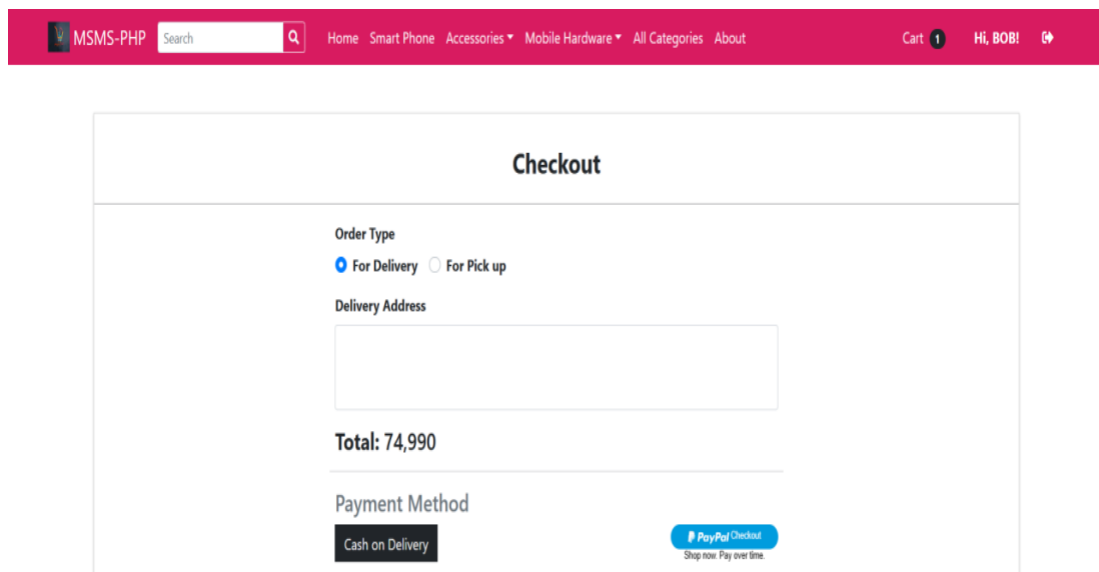 MSMS-PHP Search Home Smart Phone Accessories Mobile Hardware All Categories About Cart 1 Hi, BOB!
Checkout
Order Type
For Delivery For Pick up
Delivery Address
Total: 74,990
Payment Method
Cash on Delivery PayPal Checkout
Shop now. Pay over time.